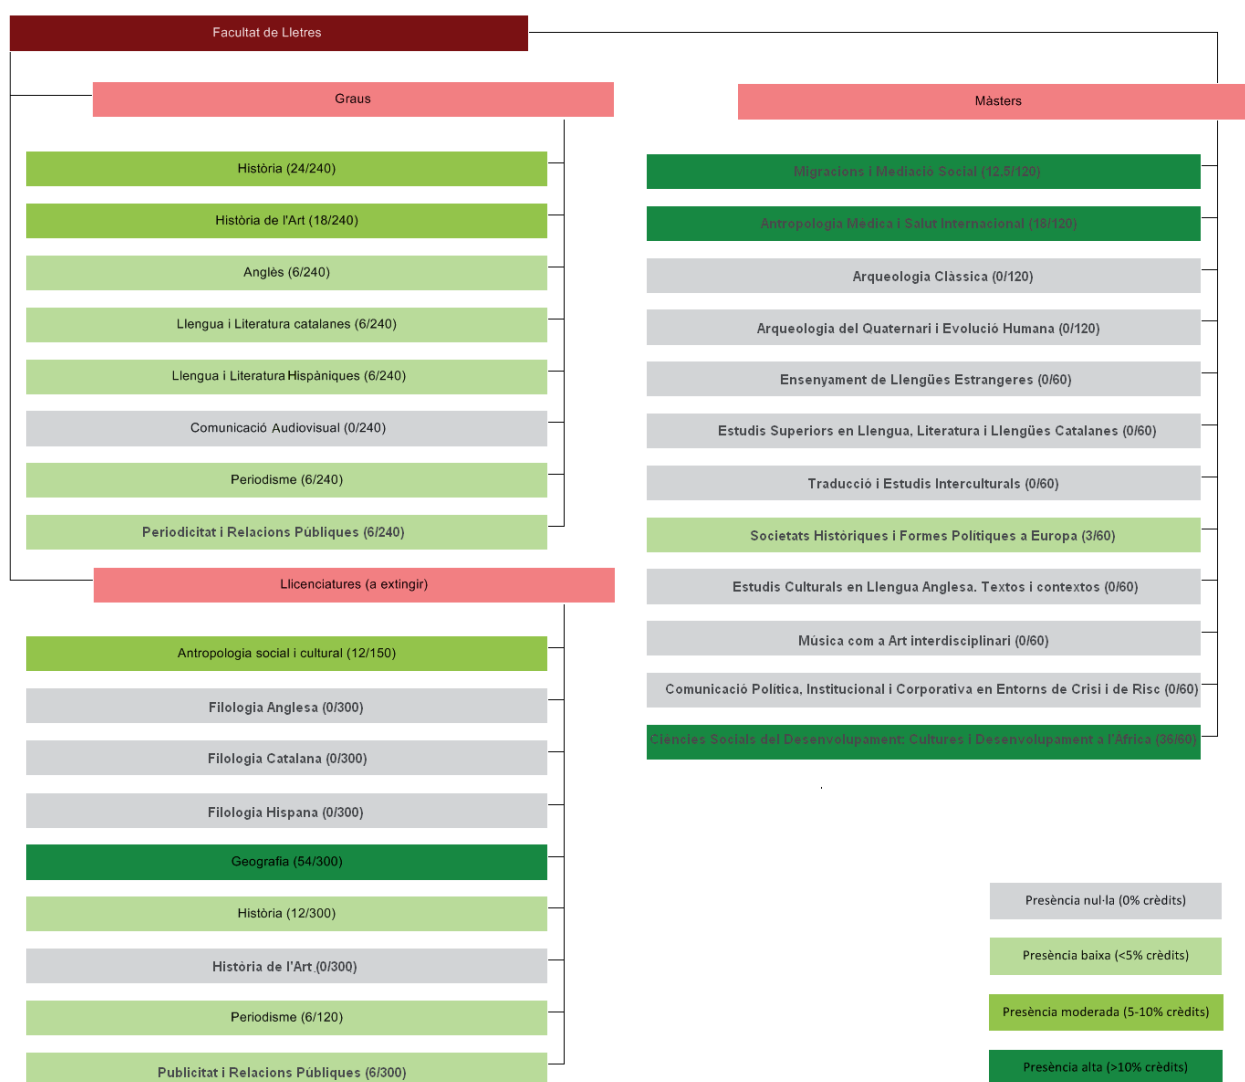 Facultat de Lletres
Graus
Història (24/240)
Història de l'Art (18/240)
Anglès (6/240)
Llengua i Literatura catalanes (6/240)
Llengua i Literatura Hispàniques (6/240)
Comunicació Audiovisual (0/240)
Periodisme (6/240)
Periodicitat i Relacions Públiques (6/240)
Llicenciatures (a extingir)
Antropologia social i cultural (12/150)
Filologia Anglesa (0/300)
Filologia Catalana (0/300)
Filologia Hispana (0/300)
Geografia (54/300)
Història (12/300)
Història de l'Art (0/300)
Periodisme (6/120)
Publicitat i Relacions Públiques (6/300)
Màsters
Migracions i Mediació Social (12.5/120)
Antropologia Mèdica i Salut Internacional (18/120)
Arqueologia Clàssica (0/120)
Arqueologia del Quaternari i Evolució Humana (0/120)
Ensenyament de Llengües Estrangeres (0/60)
Estudis Superiors en Llengua, Literatura i Llengües Catalanes (0/60)
Traducció i Estudis Interculturals (0/60)
Societats Històriques i Formes Polítiques a Europa (3/60)
Estudis Culturals en Llengua Anglesa. Textos i contextos (0/60)
Música com a Art interdisciplinari (0/60)
Comunicació Política, Institucional i Corporativa en Entorns de Crisi i de Risc (0/60)
Ciències Socials del Desenvolupament: Cultures i Desenvolupament a l'Àfrica (36/60)
Presència nul·la (0% crèdits)
Presència baixa (<5% crèdits)
Presència moderada (5-10% crèdits)
Presència alta (>10% crèdits)